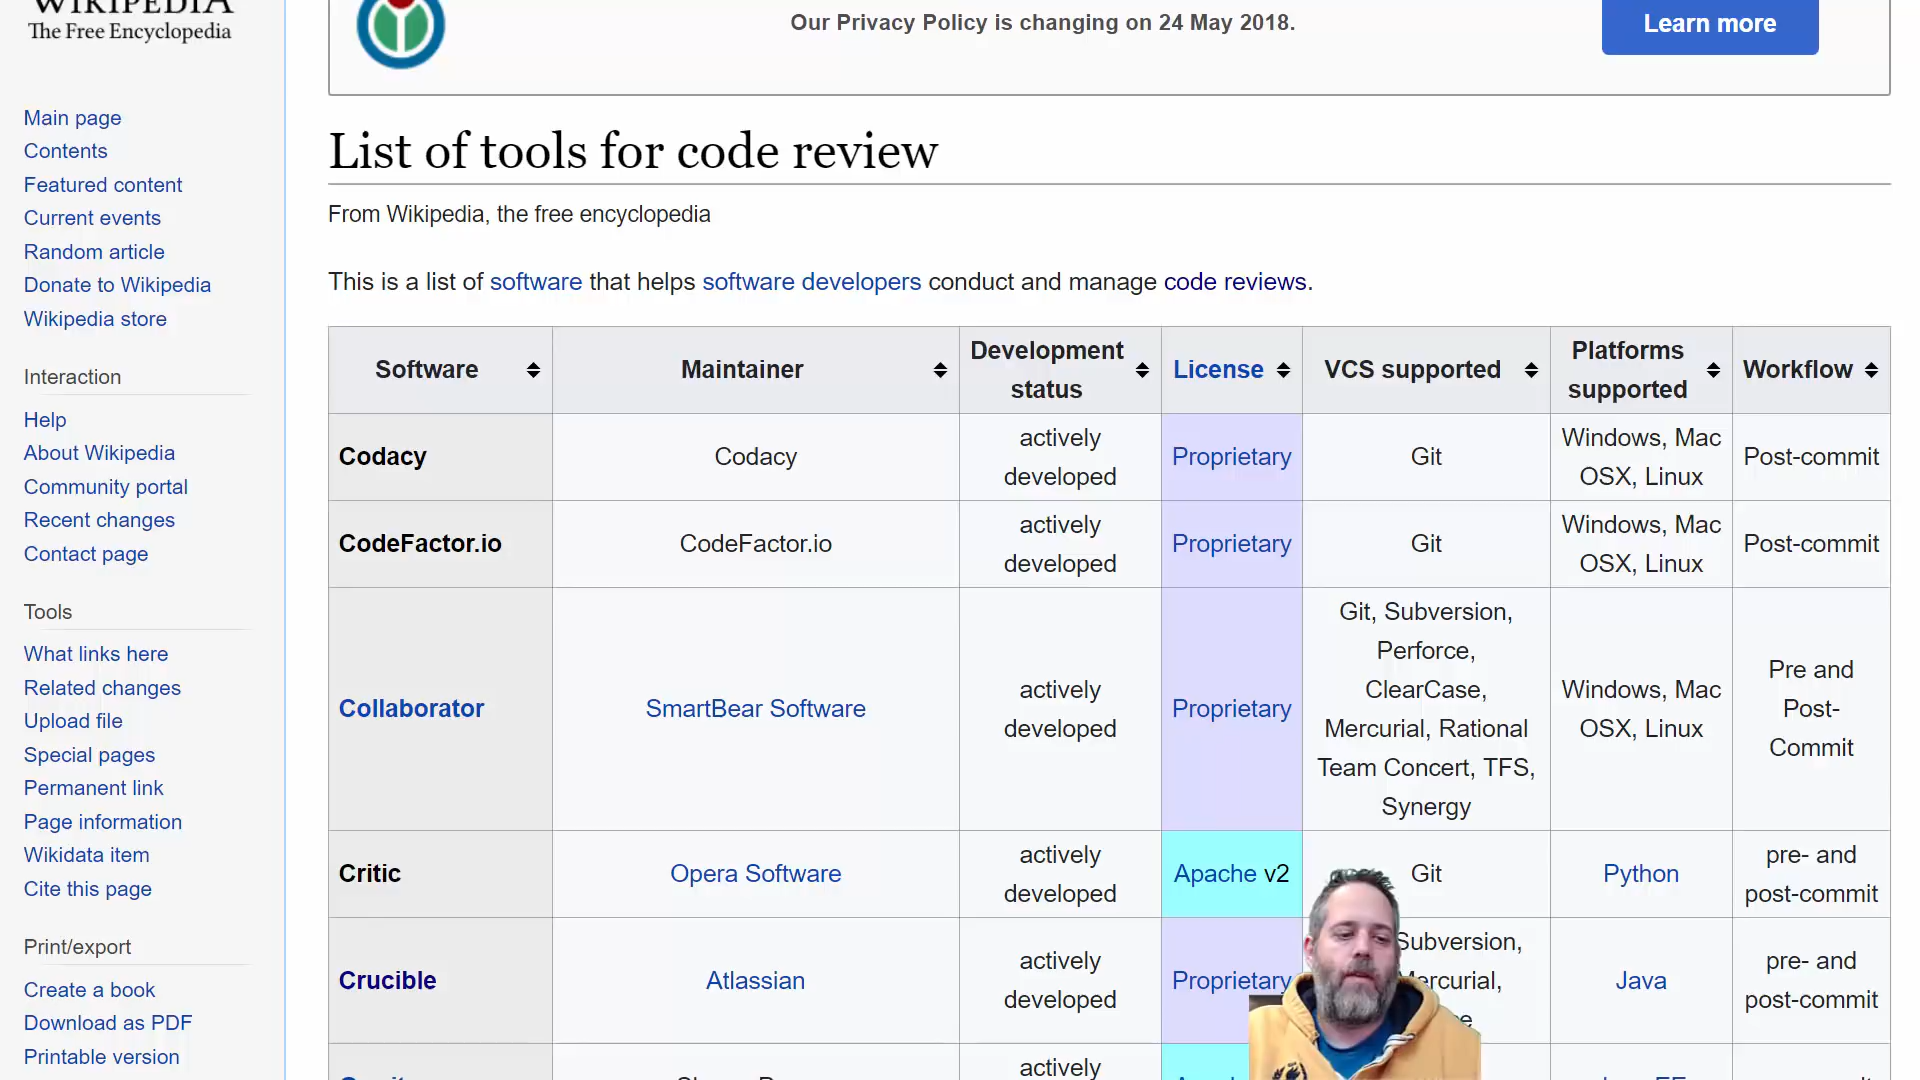 WIKIPEDIA
The Free Encyclopedia
Our Privacy Policy is changing on 24 May 2018.
Learn more
Main page
Contents
Featured content
Current events
Random article
Donate to Wikipedia
Wikipedia store
Interaction
Help
About Wikipedia
Community portal
Recent changes
Contact page
Tools
What links here
Related changes
Upload file
Special pages
Permanent link
Page information
Wikidata item
Cite this page
Print/export
Create a book
Download as PDF
Printable version
List of tools for code review
From Wikipedia, the free encyclopedia
This is a list of software that helps software developers conduct and manage code reviews.
Software
Maintainer
Development
status
License
VCS supported
Platforms
supported
Workflow
Codacy
Codacy
actively
developed
Proprietary
Git
Windows, Mac
OSX, Linux
Post-commit
CodeFactor.io
CodeFactor.io
actively
developed
Proprietary
Git
Windows, Mac
OSX, Linux
Post-commit
Collaborator
SmartBear Software
actively
developed
Proprietary
Git, Subversion,
Perforce,
ClearCase,
Mercurial, Rational
Team Concert, TFS,
Synergy
Windows, Mac
OSX, Linux
Pre and
Post-
Commit
Critic
Opera Software
actively
developed
Apache v2
Git
Python
pre- and
post-commit
Crucible
Atlassian
actively
developed
Proprietary
Subversion,
Mercurial,
Java
pre- and
post-commit
actively